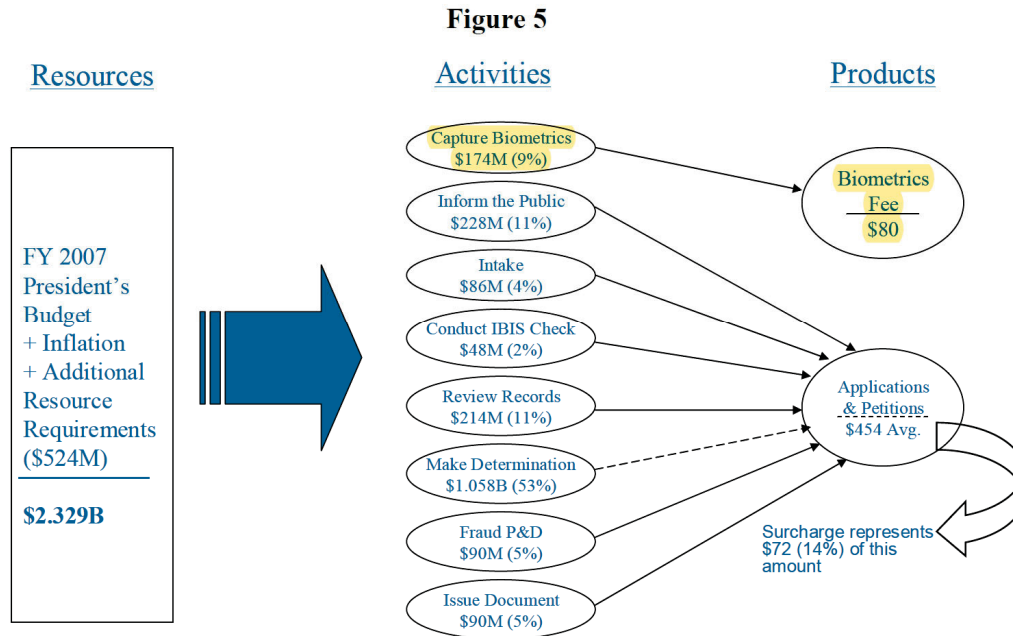 Figure 5
Resources
Activities
Products
FY 2007
President's
Budget
+ Inflation
+ Additional
Resource
Requirements
($524M)
$2.329B
Capture Biometrics
$174M (9%)
Inform the Public
$228M (11%)
Intake
$86M (4%)
Conduct IBIS Check
$48M (2%)
Review Records
$214M (11%)
Make Determination
$1.058B (53%)
Fraud P&D
$90M (5%)
Issue Document
$90M (5%)
Biometrics
Fee
$80
Applications
& Petitions
$454 Avg.
Surcharge represents
$72 (14%) of this
amount